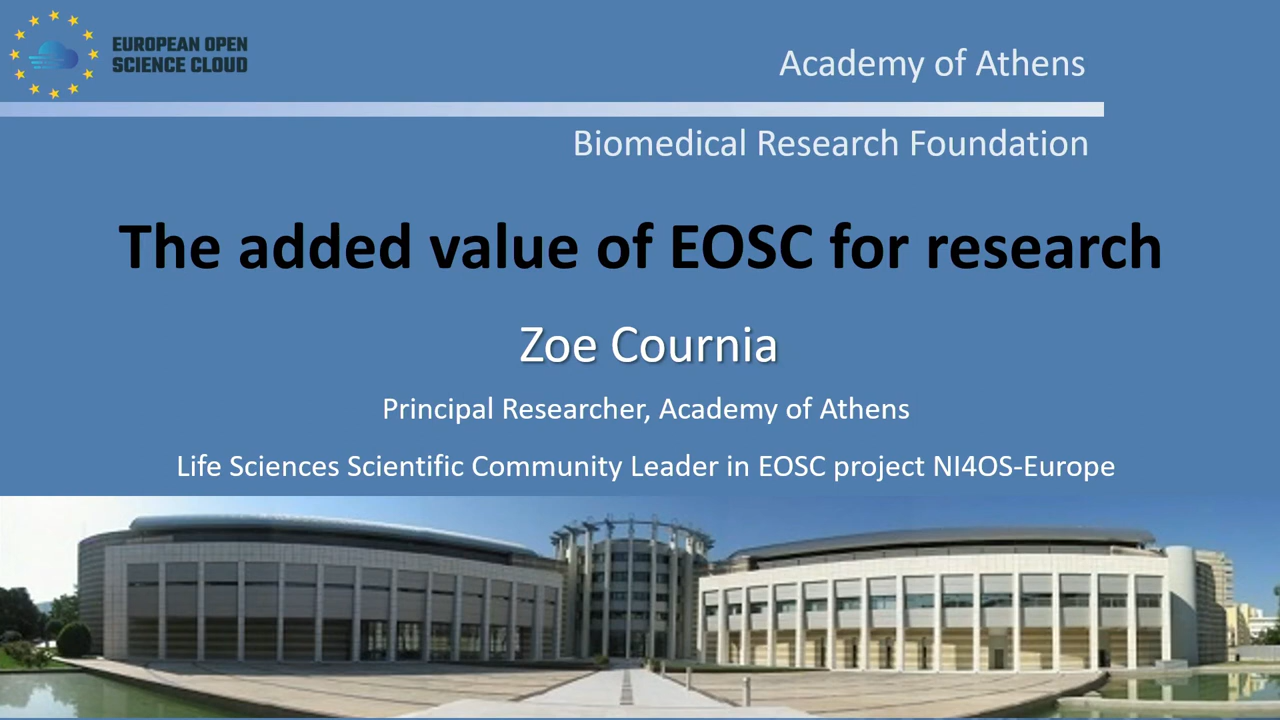 EUROPEAN OPEN
SCIENCE CLOUD
Academy of Athens
Biomedical Research Foundation
The added value of EOSC for research
Zoe Cournia
Principal Researcher, Academy of Athens
Life Sciences Scientific Community Leader in EOSC project NI4OS-Europe